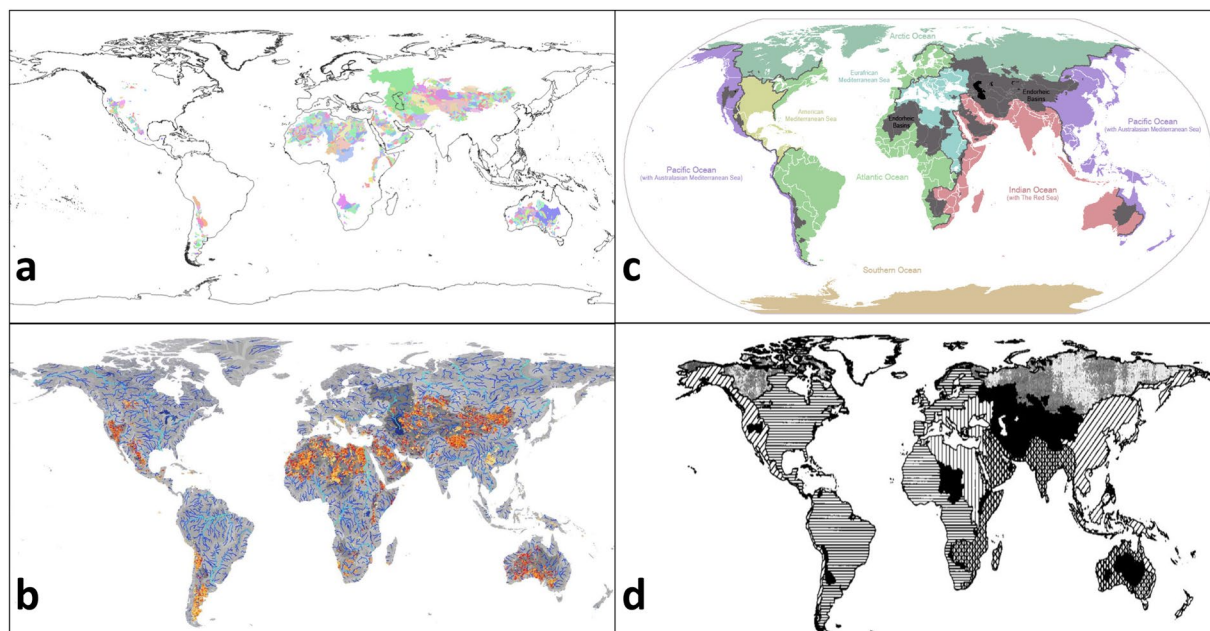 a
Arctic Ocean
Eurafrican
Mediterranean Sea
American
Mediterranean Sea
Endorheic
Basins
Endorheic
Basins
Pacific Ocean
(with Australasian Mediterranean Sea)
Pacific Ocean
(with Australasian Mediterranean Sea)
Atlantic Ocean
Indian Ocean
(with The Red Sea)
Southern Ocean
c
b
d